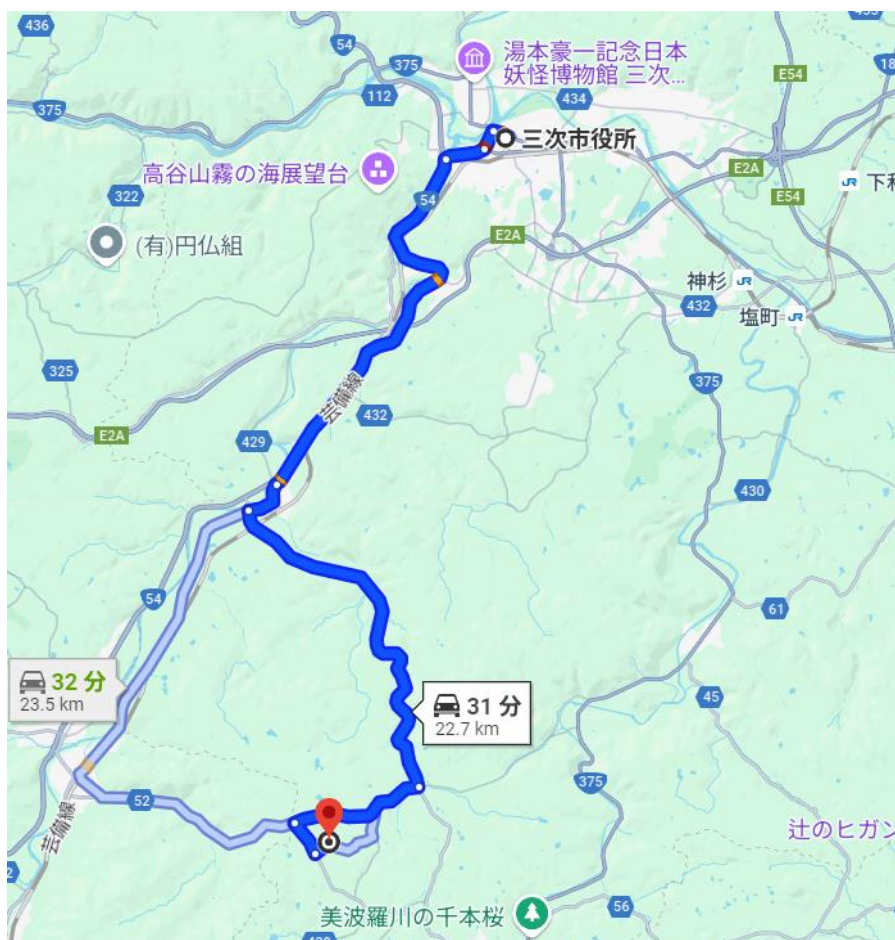 436
54
375
112
湯本豪一記念日本
妖怪博物館 三次...
434
E54
375
三次市役所
高谷山霧の海展望台
54
E2A
E54
JR
322
(有)円仏組
E2A
神杉 JR
432
塩町 JR
325
芸備線
432
375
E2A
429
430
54
61
32 分
23.5 km
31 分
22.7 km
45
375
52
芸備線
辻のヒガン
美波羅川の千本桜
56